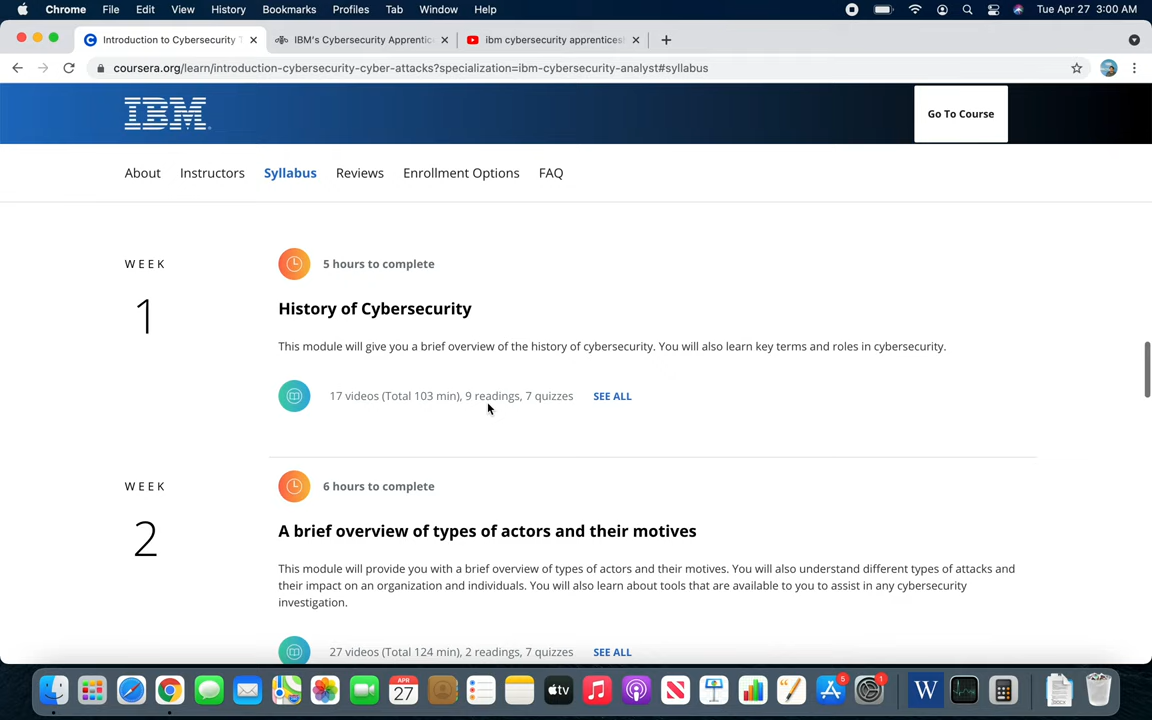 Chrome File Edit View History Bookmarks Profiles Tab Window Help Tue Apr 27 3:00 AM
Introduction to Cybersecurity IBM's Cybersecurity Apprentic ibm cybersecurity apprentices
coursera.org/learn/introduction-cybersecurity-cyber-attacks?specialization=ibm-cybersecurity-analyst#syllabus
IBM Go To Course
About Instructors Syllabus Reviews Enrollment Options FAQ
WEEK 5 hours to complete
1 History of Cybersecurity
This module will give you a brief overview of the history of cybersecurity. You will also learn key terms and roles in cybersecurity.
17 videos (Total 103 min), 9 readings, 7 quizzes SEE ALL
WEEK 6 hours to complete
2 A brief overview of types of actors and their motives
This module will provide you with a brief overview of types of actors and their motives. You will also understand different types of attacks and
their impact on an organization and individuals. You will also learn about tools that are available to you to assist in any cybersecurity
investigation.
27 videos (Total 124 min), 2 readings, 7 quizzes SEE ALL
APR 5 1
27 tv W